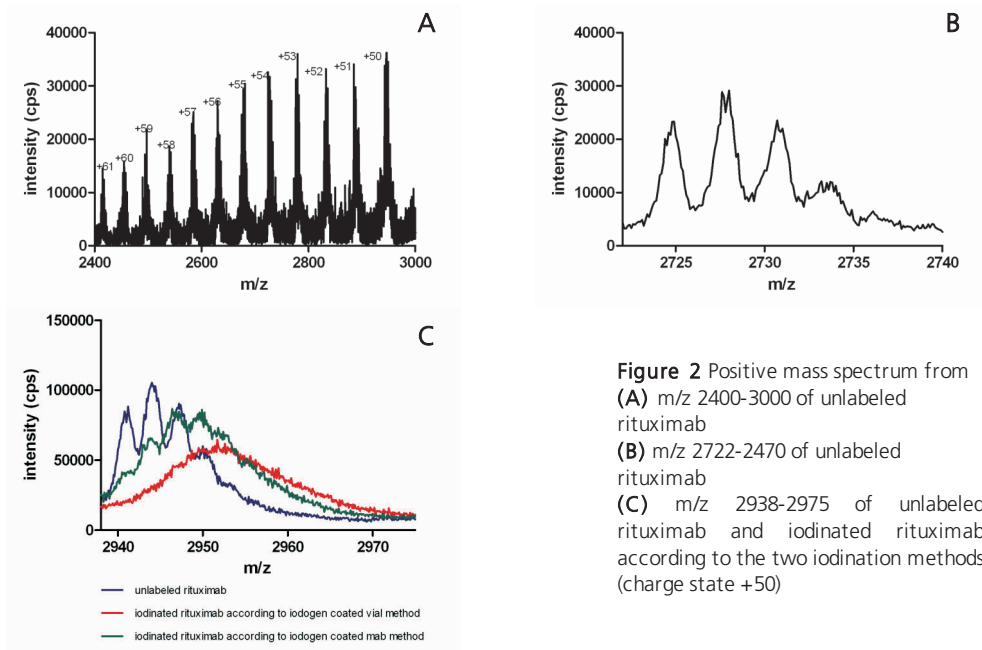 A
40000
30000
20000
10000
0
intensity (cps)
+61
+60
+59
+58
+57
+56
+55
+54
+53
+52
+51
+50
2400
2600
2800
3000
m/z
B
40000
30000
20000
10000
0
intensity (cps)
2725
2730
2735
2740
m/z
C
150000
100000
50000
0
intensity (cps)
2940
2950
2960
2970
m/z
unlabeled rituximab
iodinated rituximab according to iodogen coated vial method
iodinated rituximab according to iodogen coated mab method
Figure 2 Positive mass spectrum from
(A) m/z 2400-3000 of unlabeled
rituximab
(B) m/z 2722-2470 of unlabeled
rituximab
(C) m/z 2938-2975 of unlabeled
rituximab and iodinated rituximab
according to the two iodination methods
(charge state +50)